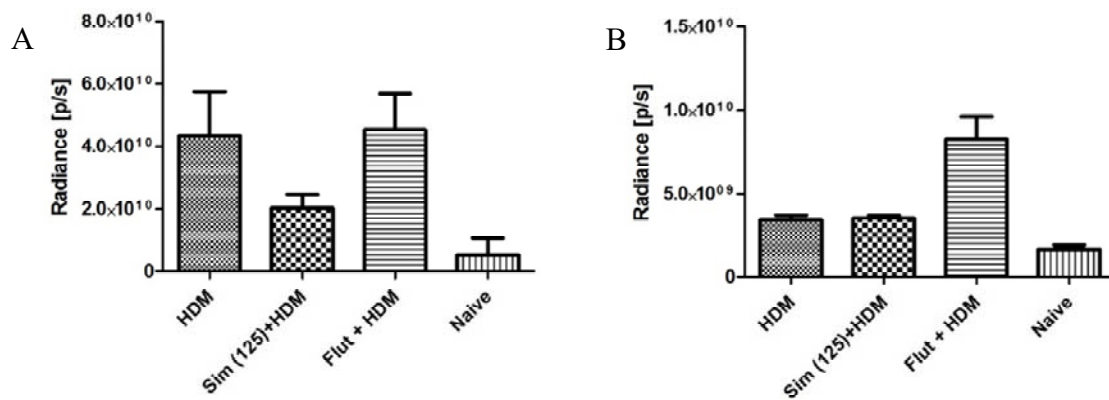 A
Radiance [p/s]
8.0×10¹⁰
6.0×10¹⁰
4.0×10¹⁰
2.0×10¹⁰
0
HDM
Sim (125)+HDM
Flut + HDM
Naive
B
Radiance [p/s]
1.5×10¹⁰
1.0×10¹⁰
5.0×10⁰⁹
0
HDM
Sim (125)+HDM
Flut + HDM
Naive